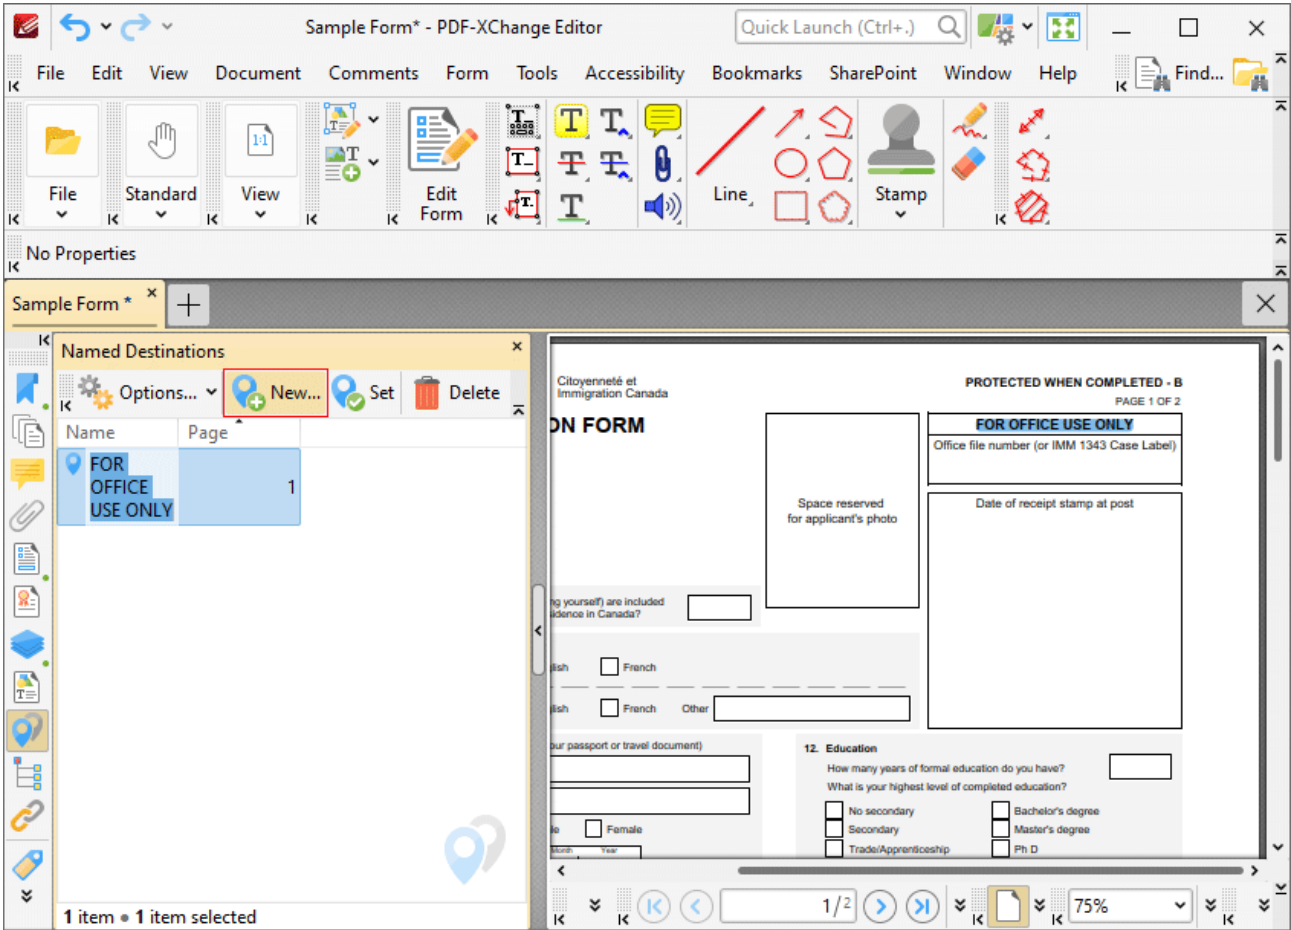 Sample Form* - PDF-XChange Editor
Quick Launch (Ctrl+.)
File Edit View Document Comments Form Tools Accessibility Bookmarks SharePoint Window Help
Find...
File
Standard
1:1
View
Edit
Form
Line
Stamp
No Properties
Sample Form *
Named Destinations
Options... New... Set Delete
Name Page
FOR
OFFICE
USE ONLY
1
1 item • 1 item selected
Citoyenneté et
Immigration Canada
PROTECTED WHEN COMPLETED - B
PAGE 1 OF 2
ON FORM
FOR OFFICE USE ONLY
Office file number (or IMM 1343 Case Label)
Space reserved
for applicant's photo
Date of receipt stamp at post
ng yourself) are included
idence in Canada?
lish French
lish French Other
our passport or travel document)
12. Education
How many years of formal education do you have?
What is your highest level of completed education?
No secondary Bachelor's degree
Secondary Master's degree
Trade/Apprenticeship Ph D
le Female
Month Year
1/2
75%